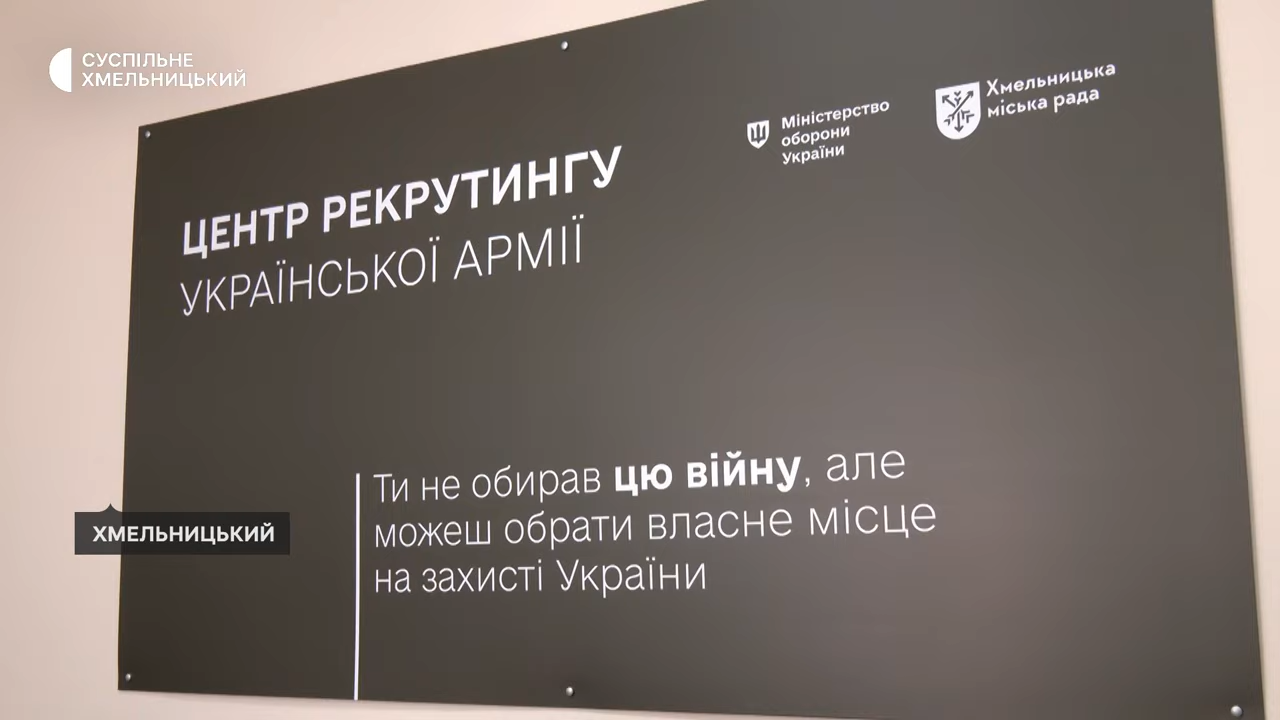 СУСПІЛЬНЕ
ХМЕЛЬНИЦЬКИЙ
Міністерство
оборони
України
Хмельницька
міська рада
ЦЕНТР РЕКРУТИНГУ
УКРАЇНСЬКОЇ АРМІЇ
Ти не обирав цю війну, але
можеш обрати власне місце
на захисті України
ХМЕЛЬНИЦЬКИЙ